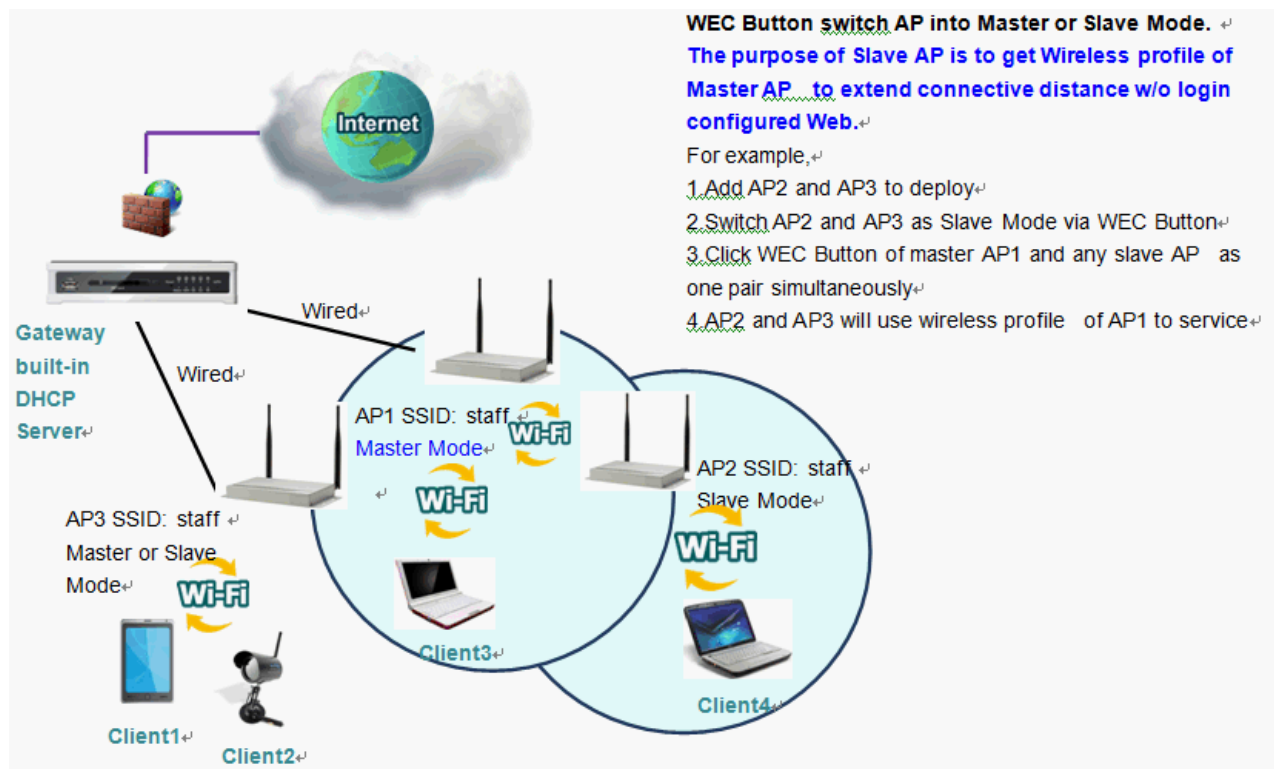 WEC Button switch AP into Master or Slave Mode.
The purpose of Slave AP is to get Wireless profile of
Master AP to extend connective distance w/o login
configured Web.
For example,
1.Add AP2 and AP3 to deploy
2.Switch AP2 and AP3 as Slave Mode via WEC Button
3.Click WEC Button of master AP1 and any slave AP as
one pair simultaneously
4.AP2 and AP3 will use wireless profile of AP1 to service
Internet
Wired
Gateway
built-in
DHCP
Server
Wired
AP1 SSID: staff
Master Mode
Wi-Fi
Wi-Fi
AP2 SSID: staff
Slave Mode
Wi-Fi
AP3 SSID: staff
Master or Slave
Mode
Wi-Fi
Client3
Client4
Client1
Client2